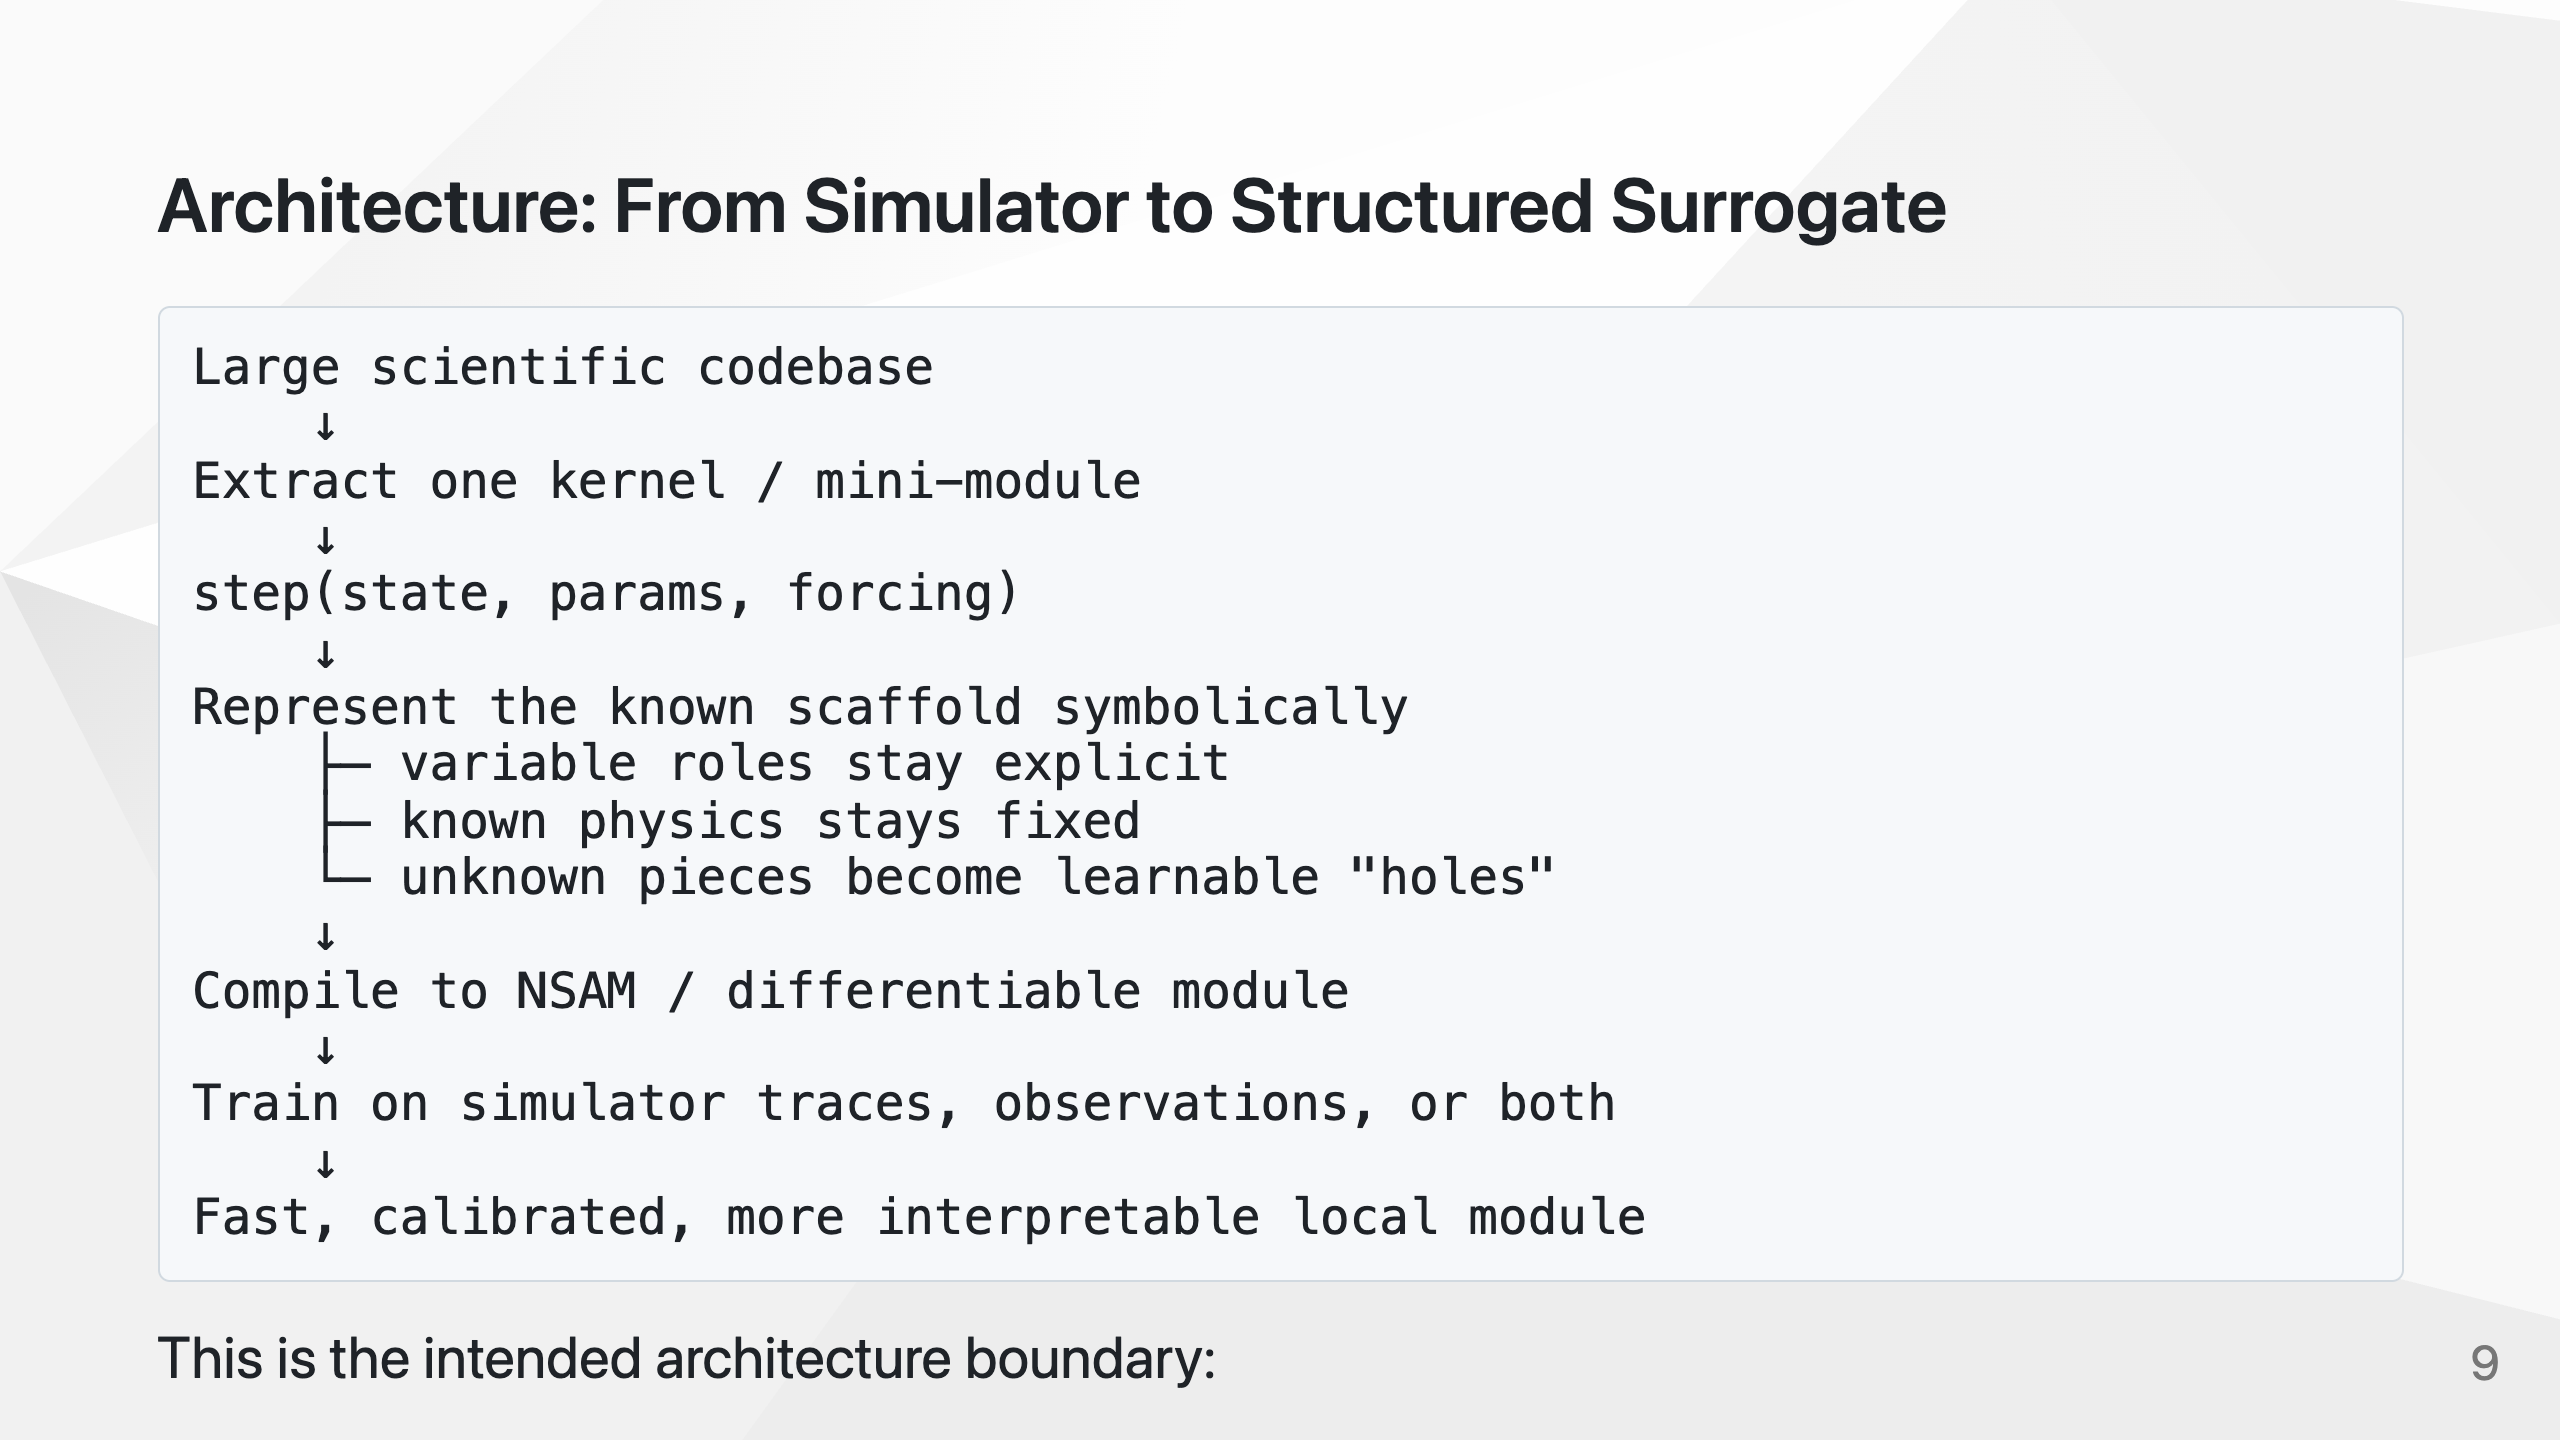 Architecture: From Simulator to Structured Surrogate
Large scientific codebase
↓
Extract one kernel / mini-module
↓
step(state, params, forcing)
↓
Represent the known scaffold symbolically
├─ variable roles stay explicit
├─ known physics stays fixed
└─ unknown pieces become learnable "holes"
↓
Compile to NSAM / differentiable module
↓
Train on simulator traces, observations, or both
↓
Fast, calibrated, more interpretable local module
This is the intended architecture boundary:
9